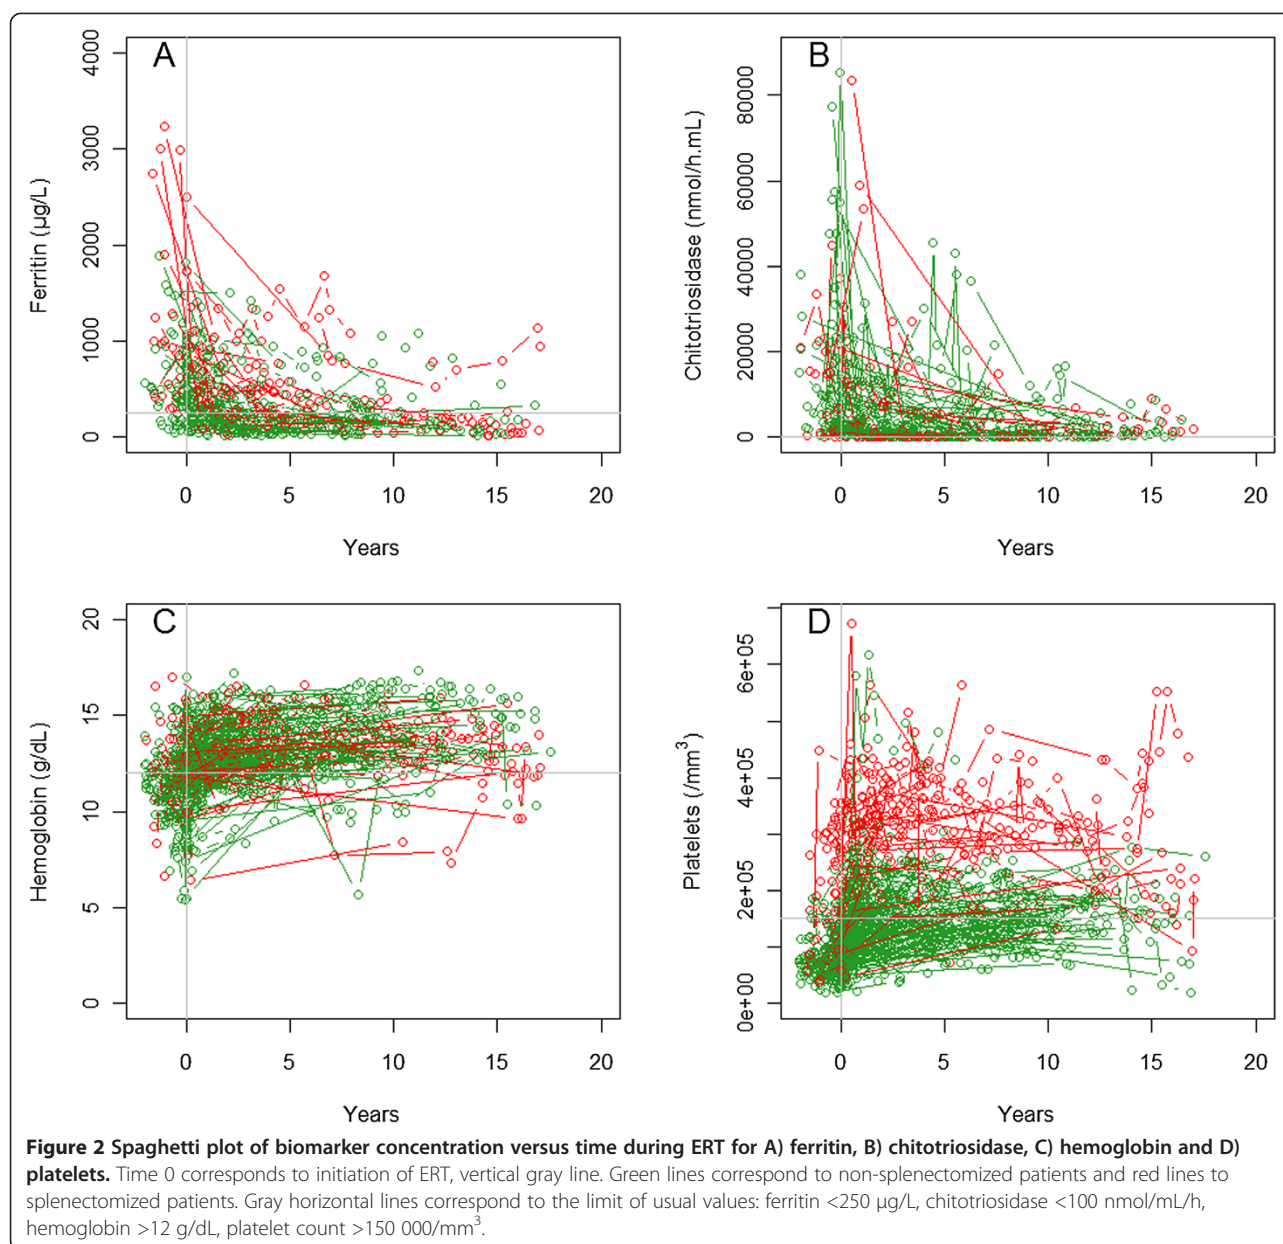 A
Ferritin (µg/L)
4000
3000
2000
1000
0
0 5 10 15 20
Years
B
Chitotriosidase (nmol/h.mL)
80000
60000
40000
20000
0
0 5 10 15 20
Years
C
Hemoglobin (g/dL)
20
15
10
5
0
0 5 10 15 20
Years
D
Platelets (/mm³)
6e+05
4e+05
2e+05
0e+00
0 5 10 15 20
Years
Figure 2 Spaghetti plot of biomarker concentration versus time during ERT for A) ferritin, B) chitotriosidase, C) hemoglobin and D)
platelets. Time 0 corresponds to initiation of ERT, vertical gray line. Green lines correspond to non-splenectomized patients and red lines to
splenectomized patients. Gray horizontal lines correspond to the limit of usual values: ferritin <250 µg/L, chitotriosidase <100 nmol/mL/h,
hemoglobin >12 g/dL, platelet count >150 000/mm³.